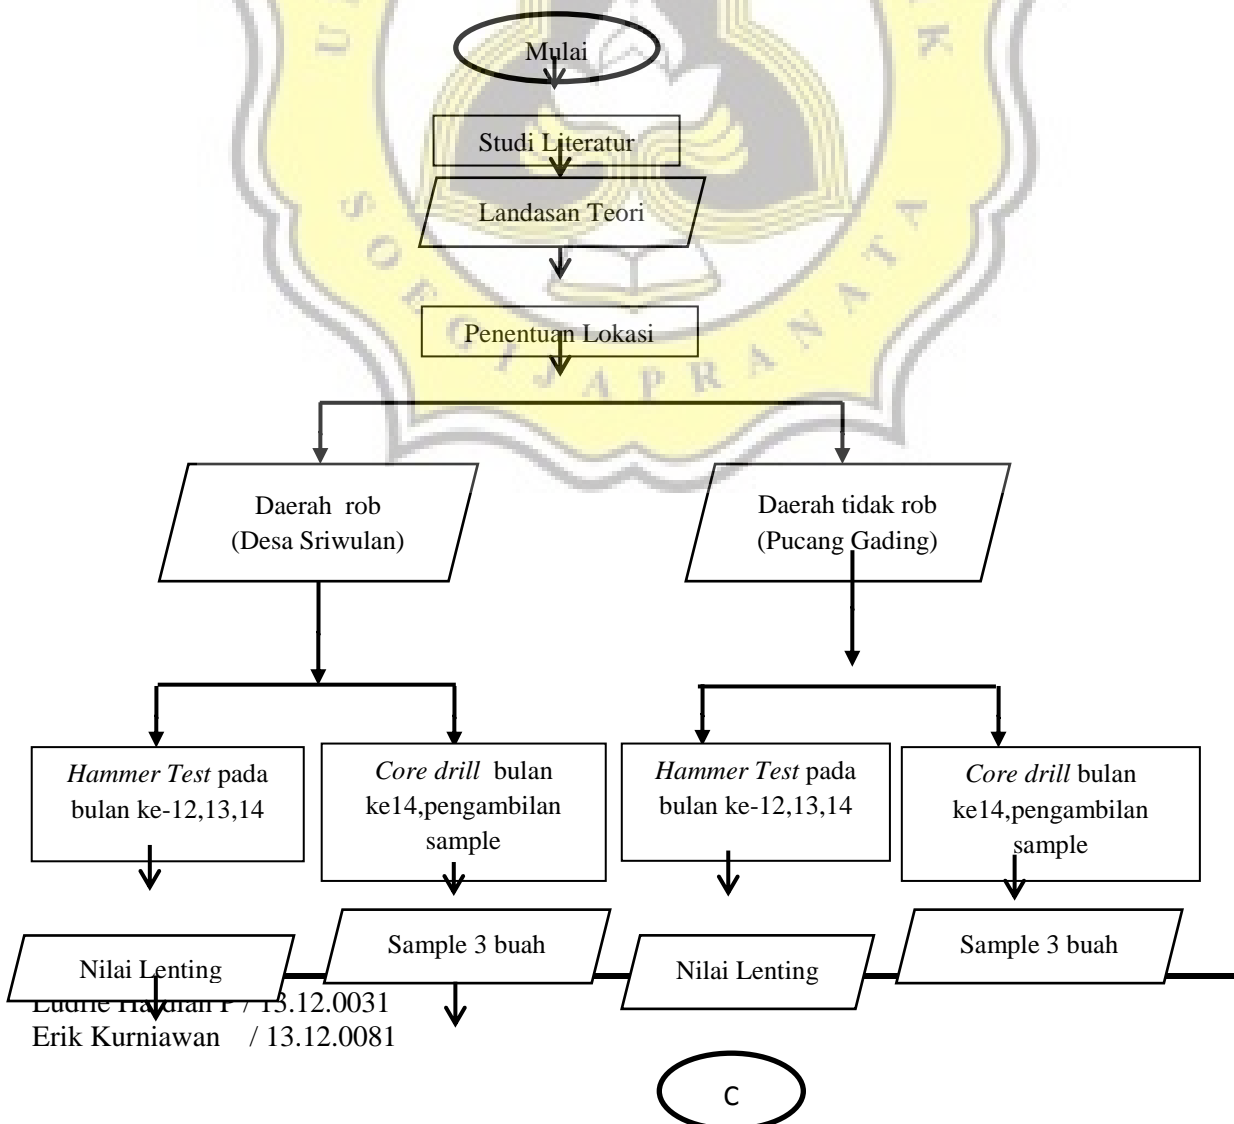 Mulai
Studi Literatur
Landasan Teori
Penentuan Lokasi
SOEGIJAPRANATA
Daerah rob
(Desa Sriwulan)
Daerah tidak rob
(Pucang Gading)
Hammer Test pada
bulan ke-12,13,14
Core drill bulan
ke14,pengambilan
sample
Hammer Test pada
bulan ke-12,13,14
Core drill bulan
ke14,pengambilan
sample
Nilai Lenting
Sample 3 buah
Nilai Lenting
Sample 3 buah
P / 13.12.0031
Erik Kurniawan / 13.12.0081
C